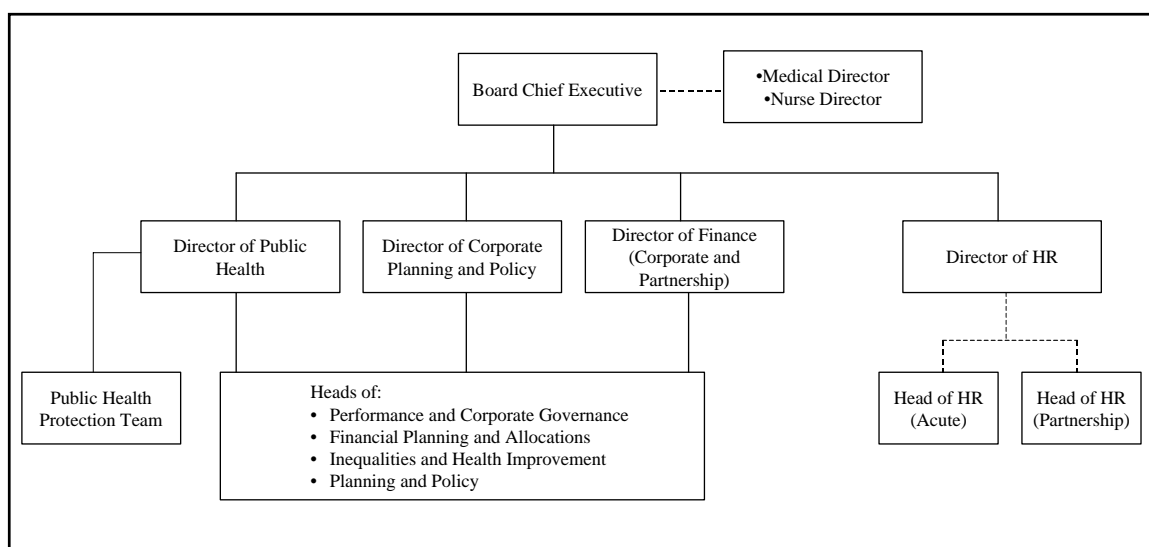 Board Chief Executive
•Medical Director
•Nurse Director
Director of Public
Health
Director of Corporate
Planning and Policy
Director of Finance
(Corporate and
Partnership)
Director of HR
Public Health
Protection Team
Heads of:
• Performance and Corporate Governance
• Financial Planning and Allocations
• Inequalities and Health Improvement
• Planning and Policy
Head of HR
(Acute)
Head of HR
(Partnership)